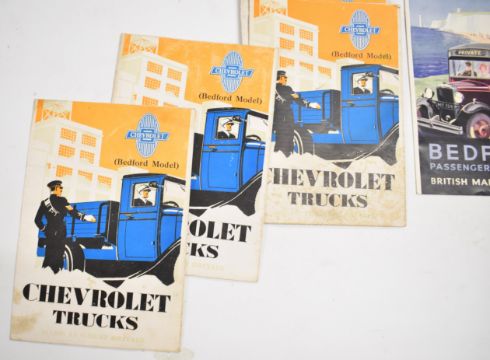 CHEVROLET
(Bedford Model)
CHEVROLET
TRUCKS
CHEVROLET
(Bedford Model)
OLET
KS
CHEVROLET
(Bedford Model)
CHEVROLET
TRUCKS
PRIVATE
BEDF
PASSENGER
BRITISH MA